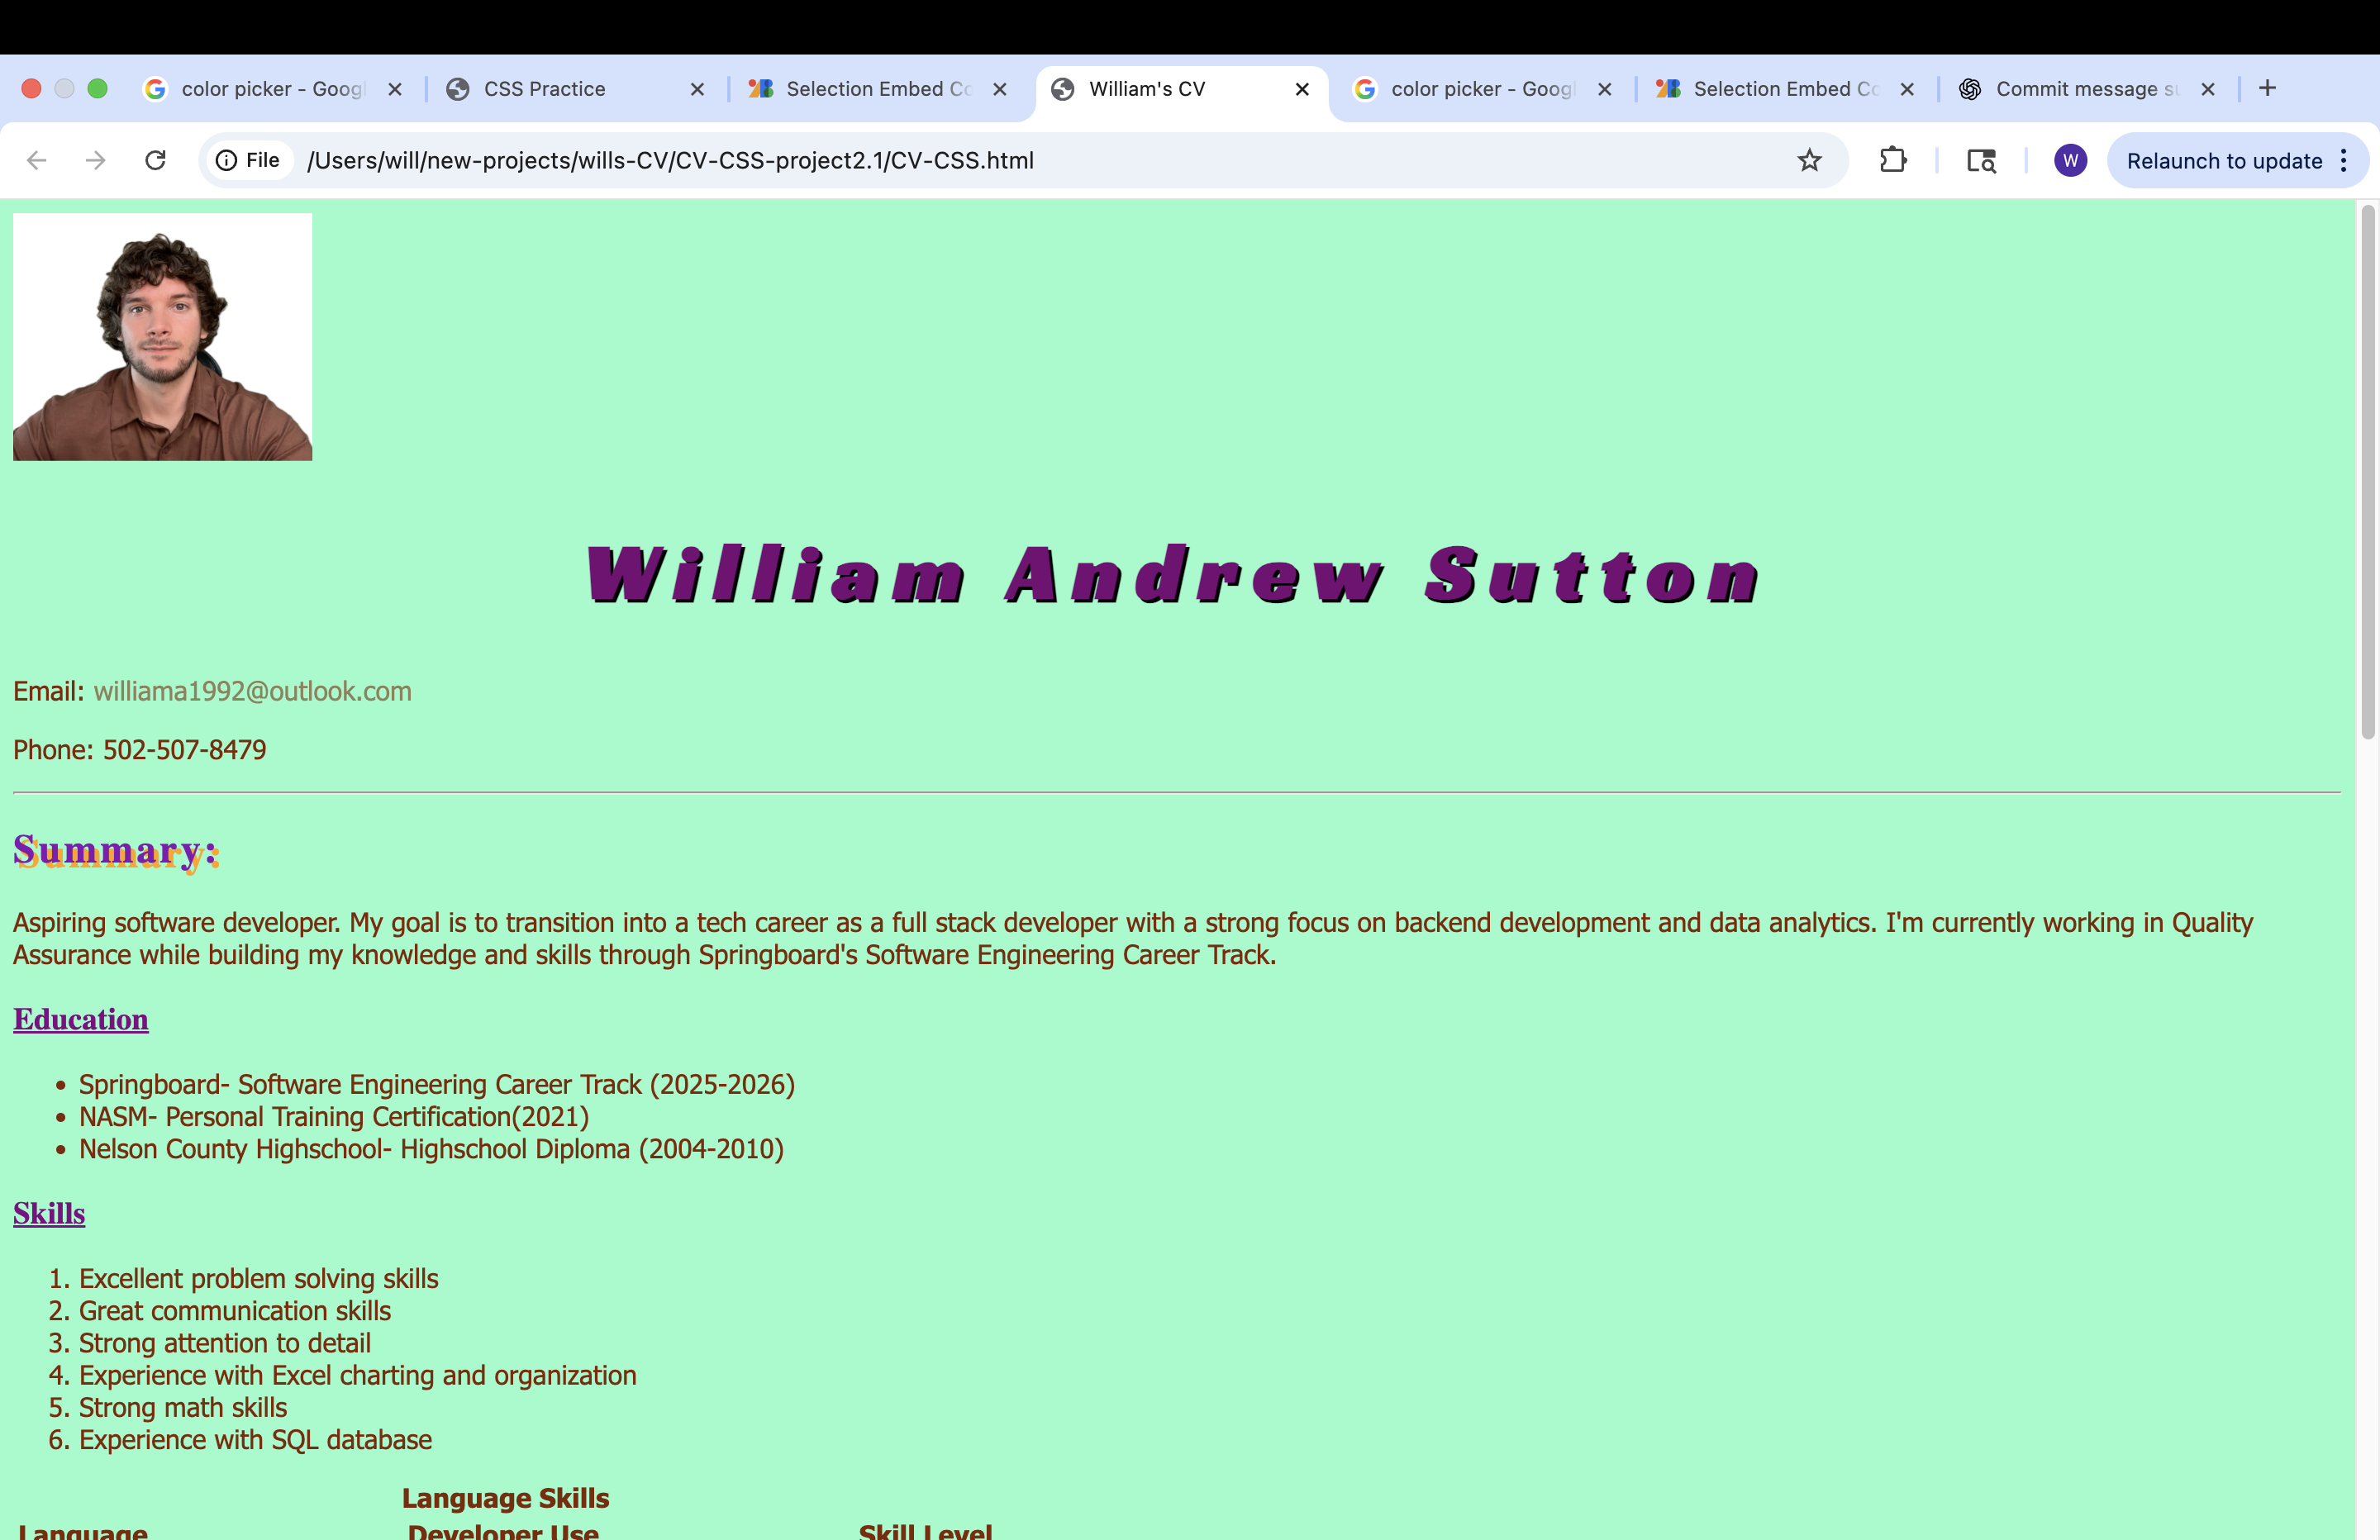 color picker - Goog
CSS Practice
Selection Embed Co
William's CV
color picker - Goog
Selection Embed Co
Commit message su
File
/Users/will/new-projects/wills-CV/CV-CSS-project2.1/CV-CSS.html
W
Relaunch to update
William Andrew Sutton
Email: williama1992@outlook.com
Phone: 502-507-8479
Summary:
Aspiring software developer. My goal is to transition into a tech career as a full stack developer with a strong focus on backend development and data analytics. I'm currently working in Quality
Assurance while building my knowledge and skills through Springboard's Software Engineering Career Track.
Education
• Springboard- Software Engineering Career Track (2025-2026)
• NASM- Personal Training Certification(2021)
• Nelson County Highschool- Highschool Diploma (2004-2010)
Skills
1. Excellent problem solving skills
2. Great communication skills
3. Strong attention to detail
4. Experience with Excel charting and organization
5. Strong math skills
6. Experience with SQL database
Language Skills
Language Developer Use Skill Level